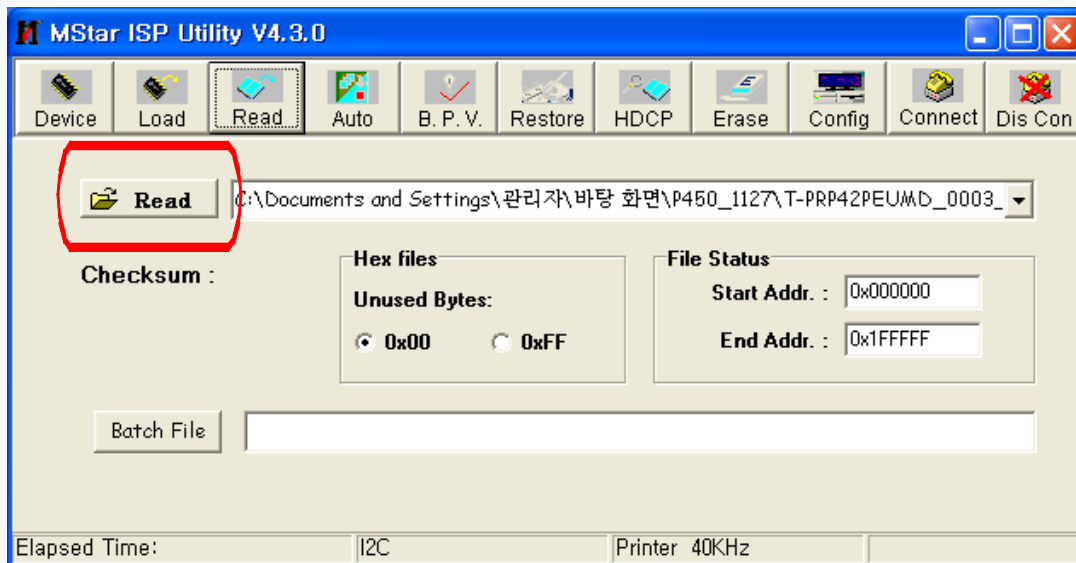 MStar ISP Utility V4.3.0
Device Load Read Auto B. P. V. Restore HDCP Erase Config Connect Dis Con
Read C:\Documents and Settings\관리자\바탕 화면\P450_1127\T-PRP42PEUMD_0003_
Checksum :
Hex files
Unused Bytes:
0x00 0xFF
File Status
Start Addr. : 0x000000
End Addr. : 0x1FFFFF
Batch File
Elapsed Time: I2C Printer 40KHz